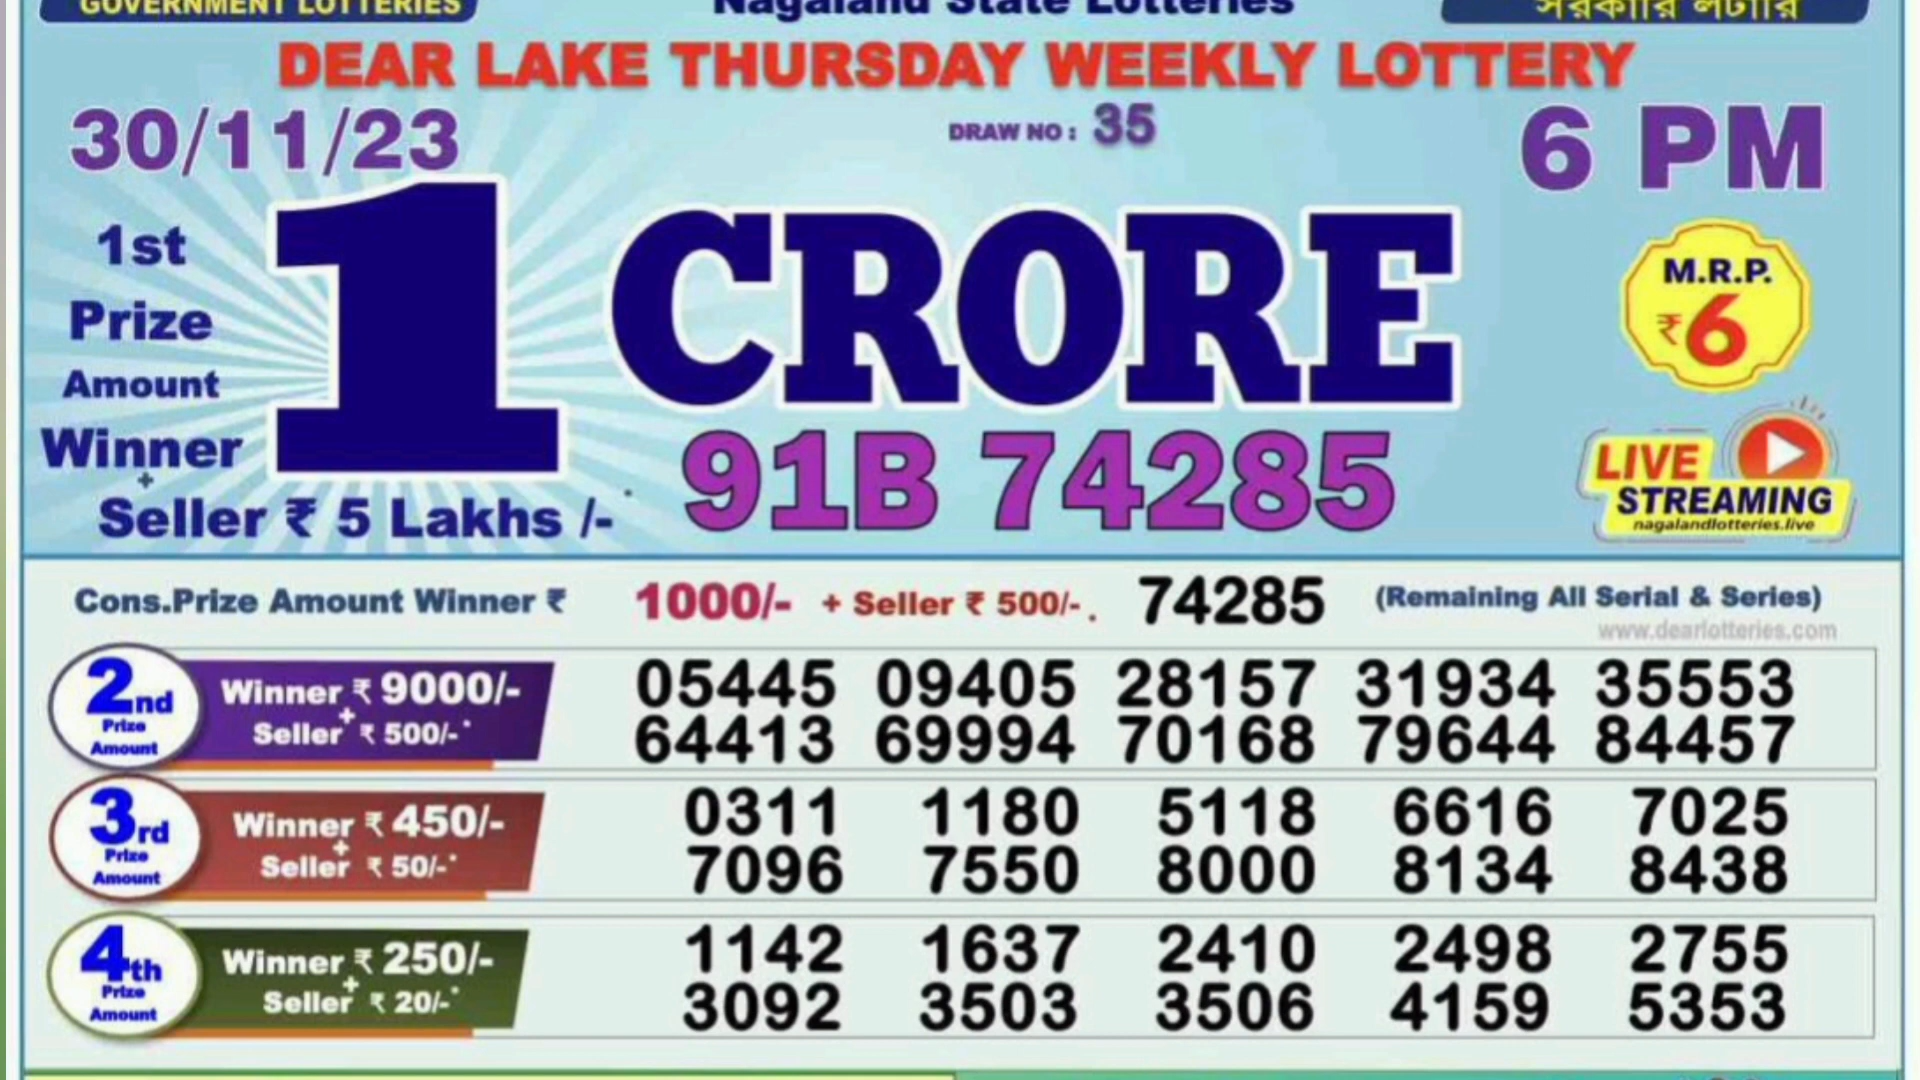 GOVERNMENT LOTTERIES
Nagaland State Lotteries
সরকারি লটারি
DEAR LAKE THURSDAY WEEKLY LOTTERY
30/11/23
DRAW NO : 35
6 PM
1st
Prize
Amount
Winner
+
Seller ₹ 5 Lakhs /-
1 CRORE
91B 74285
M.R.P.
₹6
LIVE
STREAMING
nagalandlotteries.live
Cons.Prize Amount Winner ₹ 1000/- + Seller ₹ 500/- . 74285 (Remaining All Serial & Series)
www.dearlotteries.com
2nd
Prize
Amount
Winner ₹ 9000/-
+
Seller ₹ 500/-*
05445 09405 28157 31934 35553
64413 69994 70168 79644 84457
3rd
Prize
Amount
Winner ₹ 450/-
+
Seller ₹ 50/-*
0311 1180 5118 6616 7025
7096 7550 8000 8134 8438
4th
Prize
Amount
Winner ₹ 250/-
+
Seller ₹ 20/-*
1142 1637 2410 2498 2755
3092 3503 3506 4159 5353